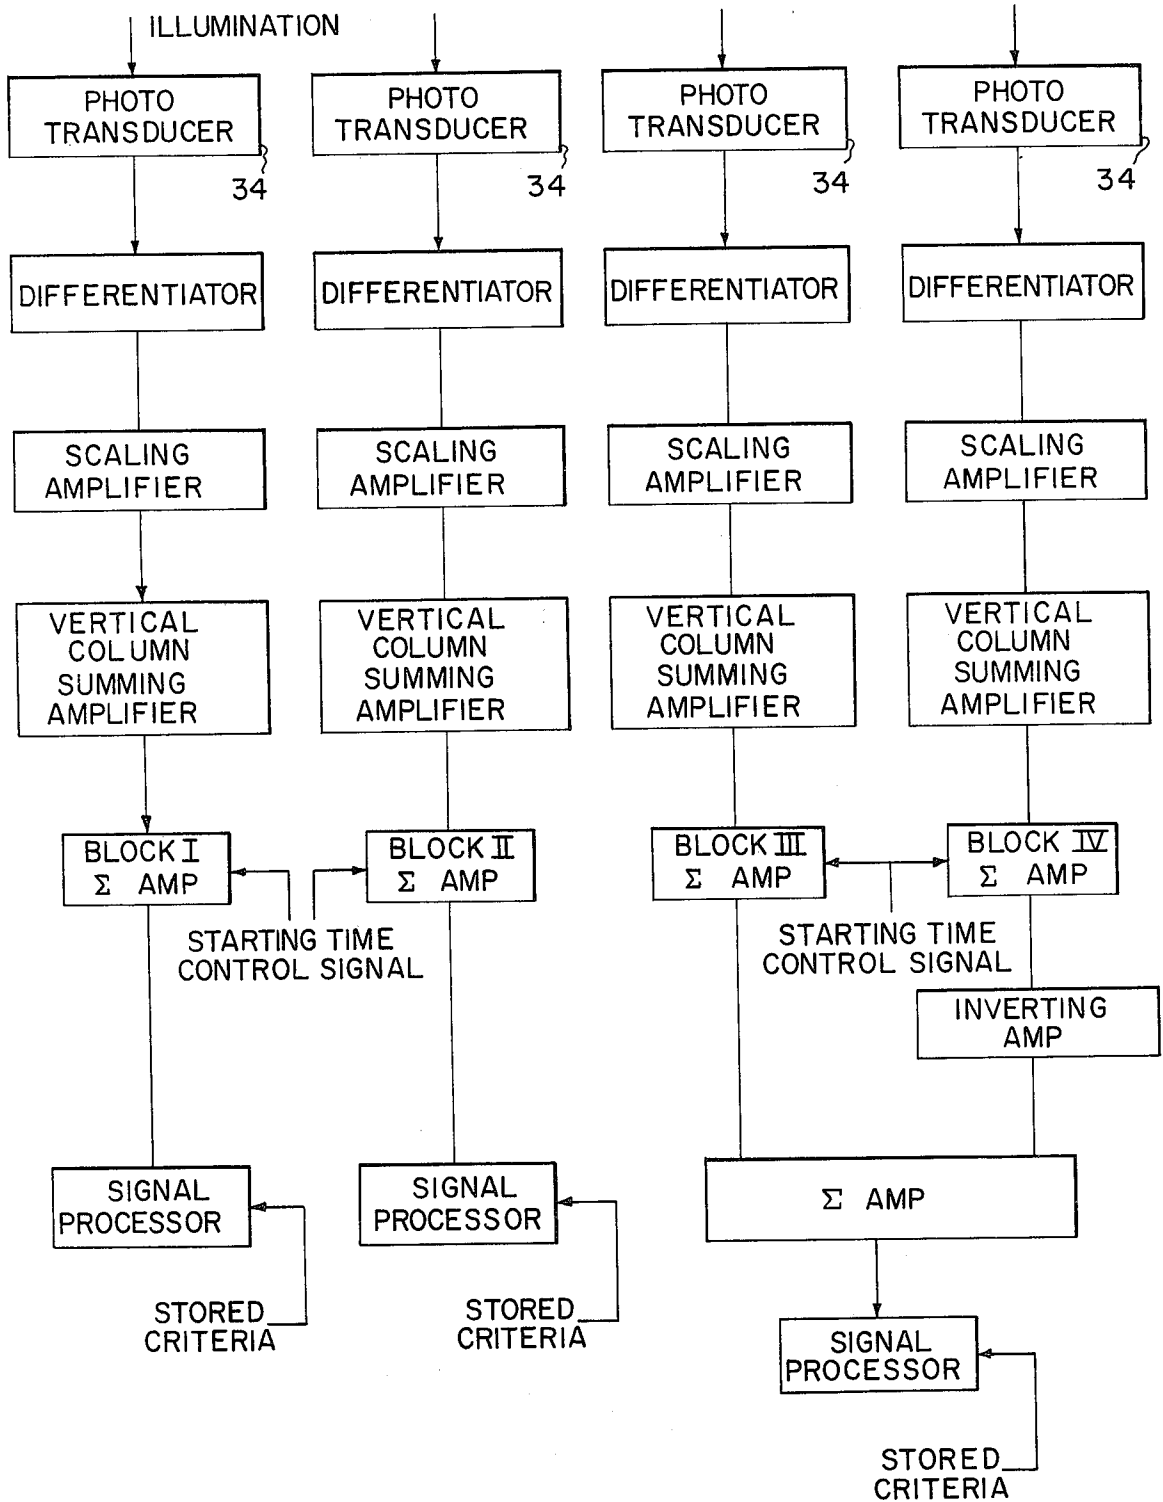 ILLUMINATION
PHOTO
TRANSDUCER
34
PHOTO
TRANSDUCER
34
PHOTO
TRANSDUCER
34
PHOTO
TRANSDUCER
34
DIFFERENTIATOR
DIFFERENTIATOR
DIFFERENTIATOR
DIFFERENTIATOR
SCALING
AMPLIFIER
SCALING
AMPLIFIER
SCALING
AMPLIFIER
SCALING
AMPLIFIER
VERTICAL
COLUMN
SUMMING
AMPLIFIER
VERTICAL
COLUMN
SUMMING
AMPLIFIER
VERTICAL
COLUMN
SUMMING
AMPLIFIER
VERTICAL
COLUMN
SUMMING
AMPLIFIER
BLOCK I
Σ AMP
BLOCK II
Σ AMP
BLOCK III
Σ AMP
BLOCK IV
Σ AMP
STARTING TIME
CONTROL SIGNAL
STARTING TIME
CONTROL SIGNAL
INVERTING
AMP
SIGNAL
PROCESSOR
SIGNAL
PROCESSOR
Σ AMP
STORED
CRITERIA
STORED
CRITERIA
SIGNAL
PROCESSOR
STORED
CRITERIA